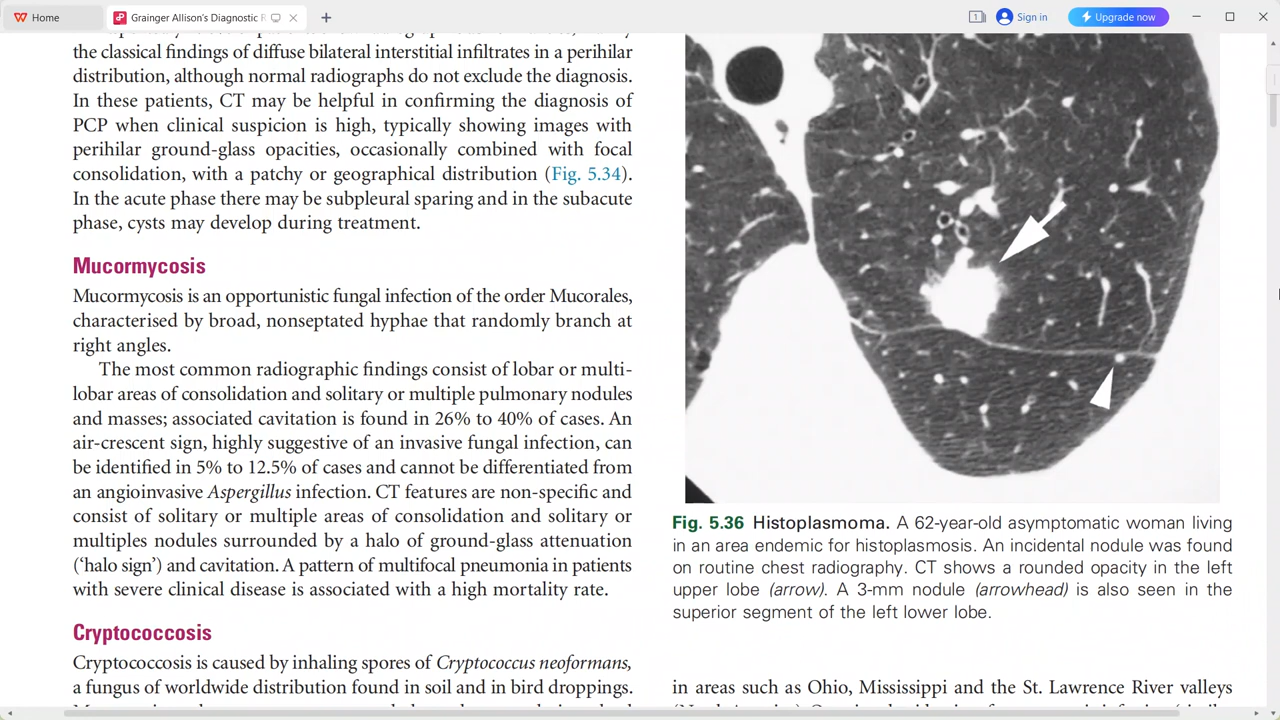 Home
Grainger Allison's Diagnostic R
1
Sign in
Upgrade now
the classical findings of diffuse bilateral interstitial infiltrates in a perihilar
distribution, although normal radiographs do not exclude the diagnosis.
In these patients, CT may be helpful in confirming the diagnosis of
PCP when clinical suspicion is high, typically showing images with
perihilar ground-glass opacities, occasionally combined with focal
consolidation, with a patchy or geographical distribution (Fig. 5.34).
In the acute phase there may be subpleural sparing and in the subacute
phase, cysts may develop during treatment.
Mucormycosis
Mucormycosis is an opportunistic fungal infection of the order Mucorales,
characterised by broad, nonseptated hyphae that randomly branch at
right angles.
The most common radiographic findings consist of lobar or multi-
lobar areas of consolidation and solitary or multiple pulmonary nodules
and masses; associated cavitation is found in 26% to 40% of cases. An
air-crescent sign, highly suggestive of an invasive fungal infection, can
be identified in 5% to 12.5% of cases and cannot be differentiated from
an angioinvasive Aspergillus infection. CT features are non-specific and
consist of solitary or multiple areas of consolidation and solitary or
multiples nodules surrounded by a halo of ground-glass attenuation
(‘halo sign’) and cavitation. A pattern of multifocal pneumonia in patients
with severe clinical disease is associated with a high mortality rate.
Cryptococcosis
Cryptococcosis is caused by inhaling spores of Cryptococcus neoformans,
a fungus of worldwide distribution found in soil and in bird droppings.
Fig. 5.36 Histoplasmoma. A 62-year-old asymptomatic woman living
in an area endemic for histoplasmosis. An incidental nodule was found
on routine chest radiography. CT shows a rounded opacity in the left
upper lobe (arrow). A 3-mm nodule (arrowhead) is also seen in the
superior segment of the left lower lobe.
in areas such as Ohio, Mississippi and the St. Lawrence River valleys